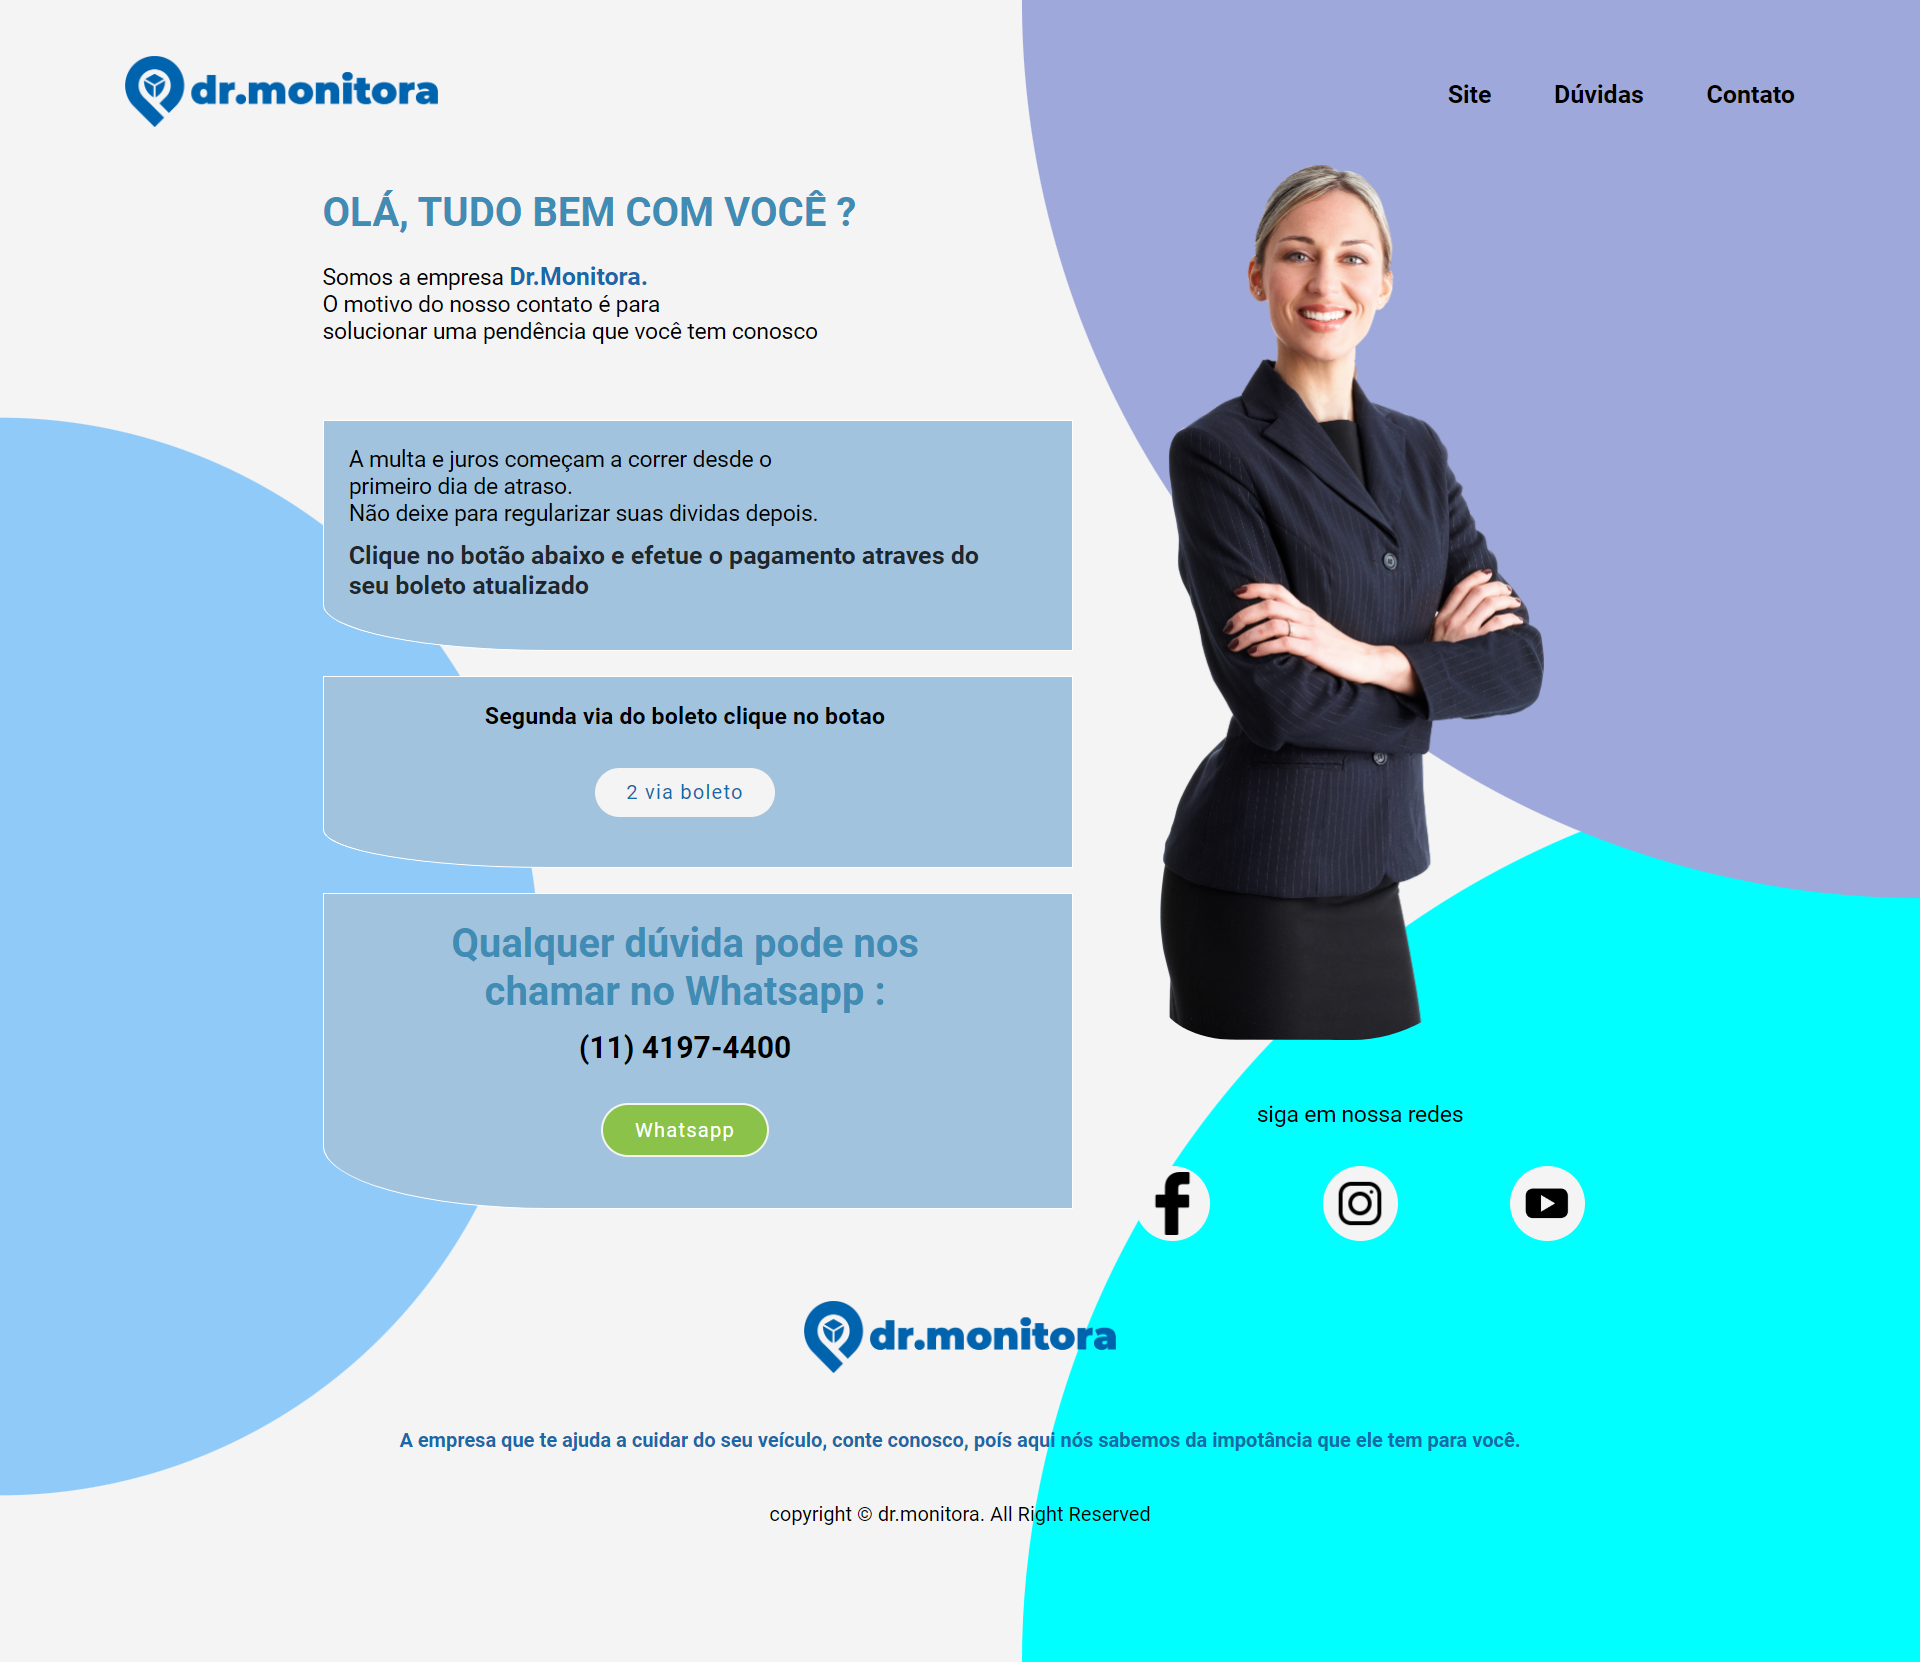 dr.monitora
Site Dúvidas Contato
OLÁ, TUDO BEM COM VOCÊ ?
Somos a empresa Dr.Monitora.
O motivo do nosso contato é para
solucionar uma pendência que você tem conosco
A multa e juros começam a correr desde o
primeiro dia de atraso.
Não deixe para regularizar suas dividas depois.
Clique no botão abaixo e efetue o pagamento atraves do
seu boleto atualizado
Segunda via do boleto clique no botao
2 via boleto
Qualquer dúvida pode nos
chamar no Whatsapp :
(11) 4197-4400
Whatsapp
siga em nossa redes
dr.monitora
A empresa que te ajuda a cuidar do seu veículo, conte conosco, poís aqui nós sabemos da impotância que ele tem para você.
copyright © dr.monitora. All Right Reserved